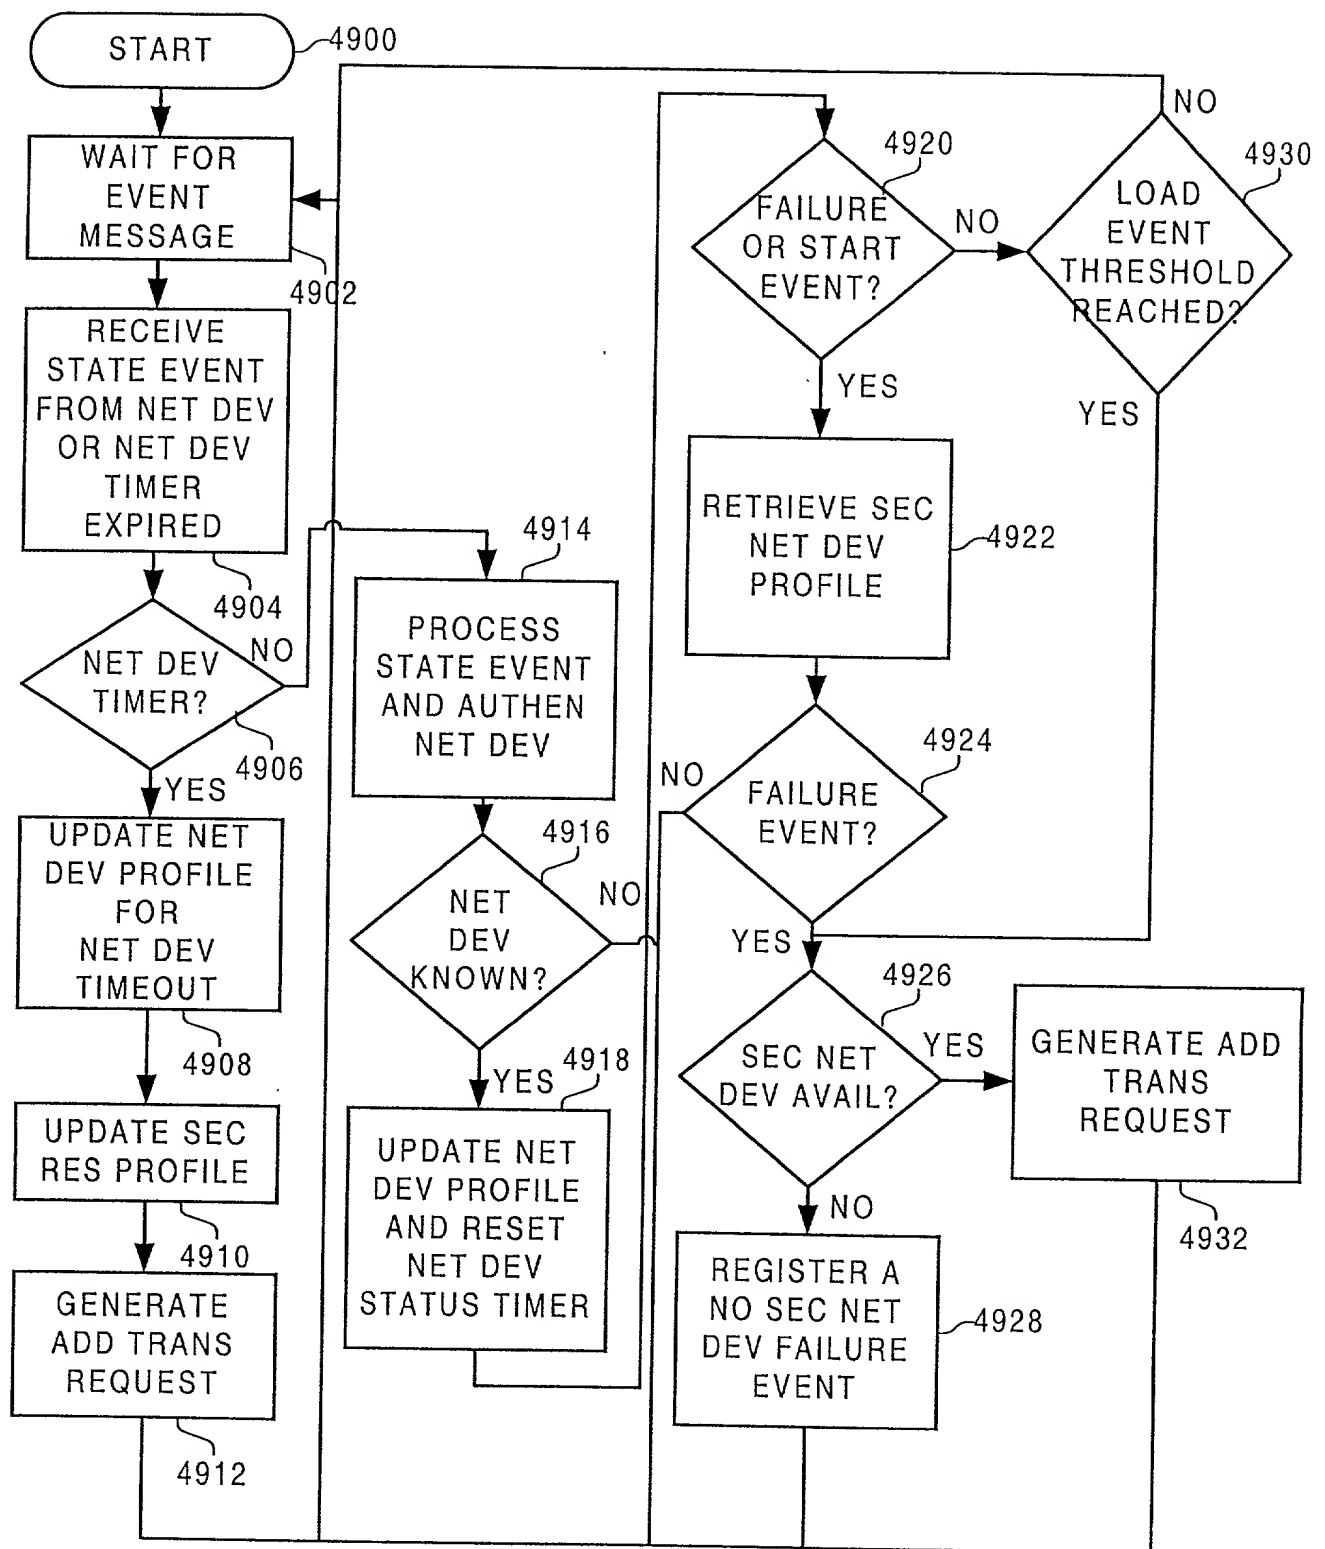 START
4900
WAIT FOR
EVENT
MESSAGE
4902
RECEIVE
STATE EVENT
FROM NET DEV
OR NET DEV
TIMER
EXPIRED
4904
NET DEV
TIMER?
NO
4906
YES
UPDATE NET
DEV PROFILE
FOR
NET DEV
TIMEOUT
4908
UPDATE SEC
RES PROFILE
4910
GENERATE
ADD TRANS
REQUEST
4912
4914
PROCESS
STATE EVENT
AND AUTHEN
NET DEV
4916
NET
DEV
KNOWN?
NO
YES
4918
UPDATE NET
DEV PROFILE
AND RESET
NET DEV
STATUS TIMER
4920
FAILURE
OR START
EVENT?
NO
YES
RETRIEVE SEC
NET DEV
PROFILE
4922
4924
FAILURE
EVENT?
NO
YES
4926
SEC NET
DEV AVAIL?
YES
NO
REGISTER A
NO SEC NET
DEV FAILURE
EVENT
4928
NO
4930
LOAD
EVENT
THRESHOLD
REACHED?
YES
GENERATE ADD
TRANS
REQUEST
4932